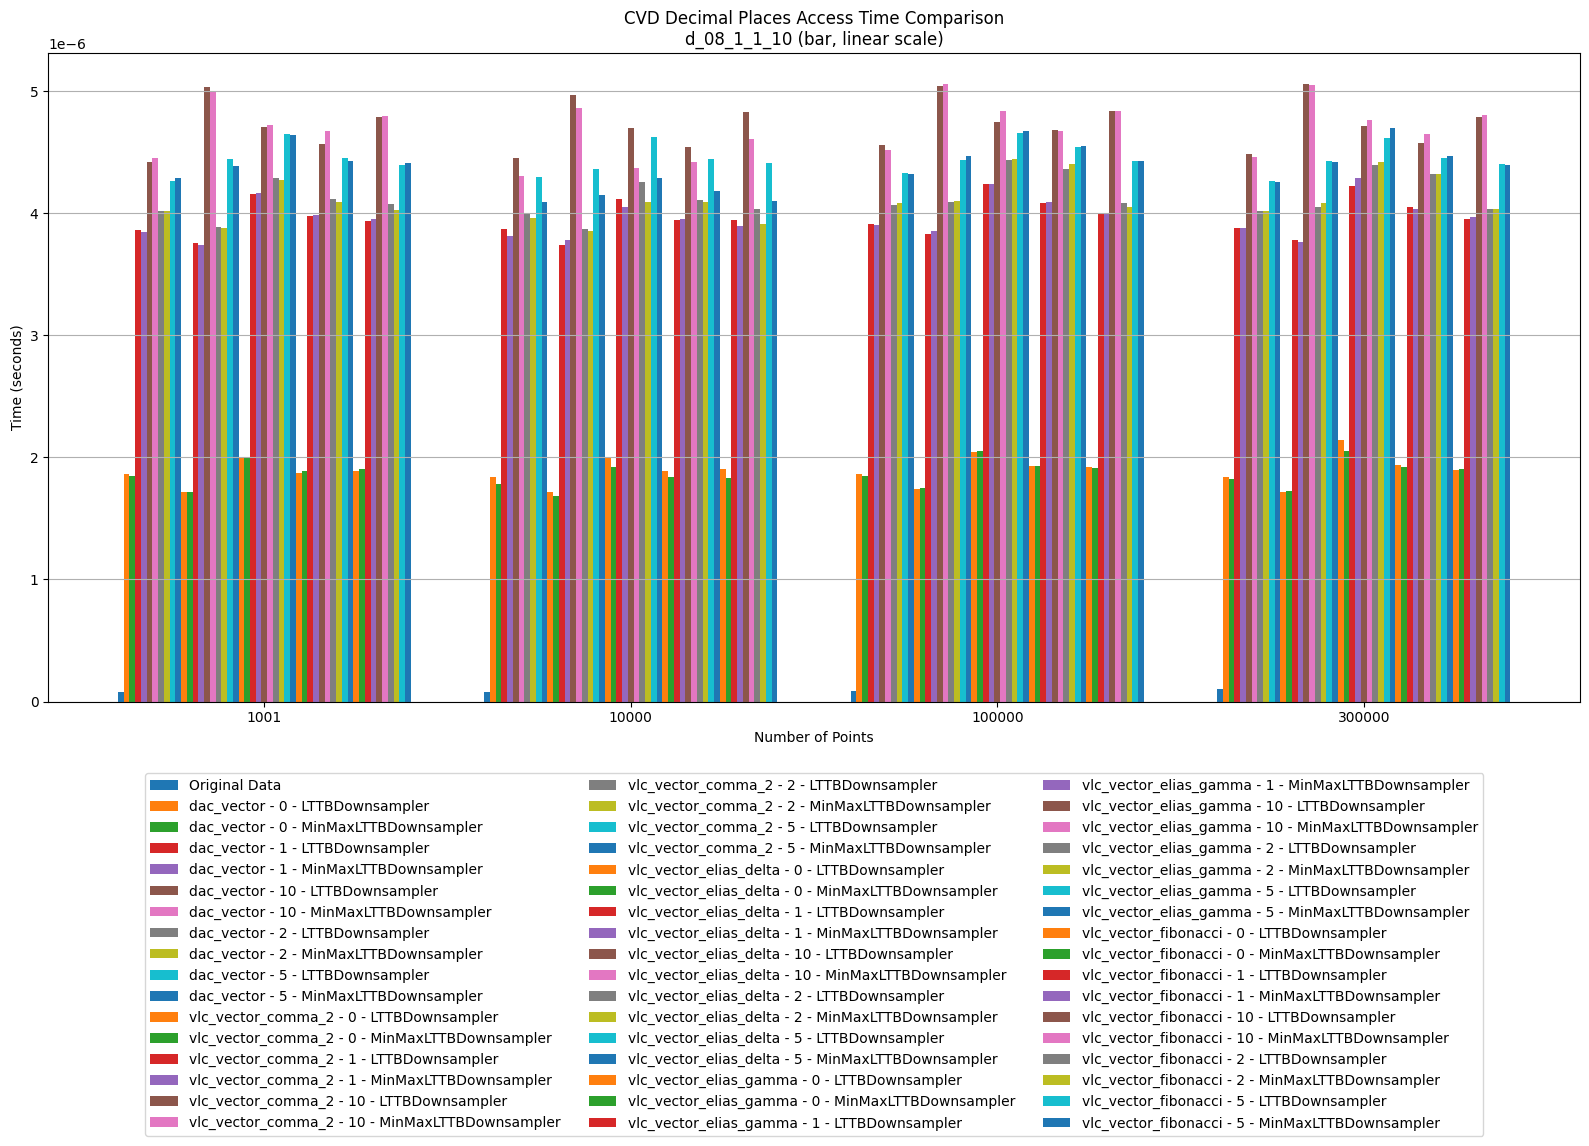 CVD Decimal Places Access Time Comparison
d_08_1_1_10 (bar, linear scale)
1e−6
5
4
3
2
1
0
Time (seconds)
1001
10000
100000
300000
Number of Points
Original Data
dac_vector - 0 - LTTBDownsampler
dac_vector - 0 - MinMaxLTTBDownsampler
dac_vector - 1 - LTTBDownsampler
dac_vector - 1 - MinMaxLTTBDownsampler
dac_vector - 10 - LTTBDownsampler
dac_vector - 10 - MinMaxLTTBDownsampler
dac_vector - 2 - LTTBDownsampler
dac_vector - 2 - MinMaxLTTBDownsampler
dac_vector - 5 - LTTBDownsampler
dac_vector - 5 - MinMaxLTTBDownsampler
vlc_vector_comma_2 - 0 - LTTBDownsampler
vlc_vector_comma_2 - 0 - MinMaxLTTBDownsampler
vlc_vector_comma_2 - 1 - LTTBDownsampler
vlc_vector_comma_2 - 1 - MinMaxLTTBDownsampler
vlc_vector_comma_2 - 10 - LTTBDownsampler
vlc_vector_comma_2 - 10 - MinMaxLTTBDownsampler
vlc_vector_comma_2 - 2 - LTTBDownsampler
vlc_vector_comma_2 - 2 - MinMaxLTTBDownsampler
vlc_vector_comma_2 - 5 - LTTBDownsampler
vlc_vector_comma_2 - 5 - MinMaxLTTBDownsampler
vlc_vector_elias_delta - 0 - LTTBDownsampler
vlc_vector_elias_delta - 0 - MinMaxLTTBDownsampler
vlc_vector_elias_delta - 1 - LTTBDownsampler
vlc_vector_elias_delta - 1 - MinMaxLTTBDownsampler
vlc_vector_elias_delta - 10 - LTTBDownsampler
vlc_vector_elias_delta - 10 - MinMaxLTTBDownsampler
vlc_vector_elias_delta - 2 - LTTBDownsampler
vlc_vector_elias_delta - 2 - MinMaxLTTBDownsampler
vlc_vector_elias_delta - 5 - LTTBDownsampler
vlc_vector_elias_delta - 5 - MinMaxLTTBDownsampler
vlc_vector_elias_gamma - 0 - LTTBDownsampler
vlc_vector_elias_gamma - 0 - MinMaxLTTBDownsampler
vlc_vector_elias_gamma - 1 - LTTBDownsampler
vlc_vector_elias_gamma - 1 - MinMaxLTTBDownsampler
vlc_vector_elias_gamma - 10 - LTTBDownsampler
vlc_vector_elias_gamma - 10 - MinMaxLTTBDownsampler
vlc_vector_elias_gamma - 2 - LTTBDownsampler
vlc_vector_elias_gamma - 2 - MinMaxLTTBDownsampler
vlc_vector_elias_gamma - 5 - LTTBDownsampler
vlc_vector_elias_gamma - 5 - MinMaxLTTBDownsampler
vlc_vector_fibonacci - 0 - LTTBDownsampler
vlc_vector_fibonacci - 0 - MinMaxLTTBDownsampler
vlc_vector_fibonacci - 1 - LTTBDownsampler
vlc_vector_fibonacci - 1 - MinMaxLTTBDownsampler
vlc_vector_fibonacci - 10 - LTTBDownsampler
vlc_vector_fibonacci - 10 - MinMaxLTTBDownsampler
vlc_vector_fibonacci - 2 - LTTBDownsampler
vlc_vector_fibonacci - 2 - MinMaxLTTBDownsampler
vlc_vector_fibonacci - 5 - LTTBDownsampler
vlc_vector_fibonacci - 5 - MinMaxLTTBDownsampler